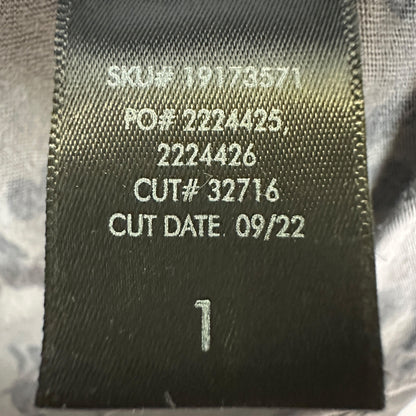 SKU# 19173571
PO# 2224425,
2224426
CUT# 32716
CUT DATE 09/22
1